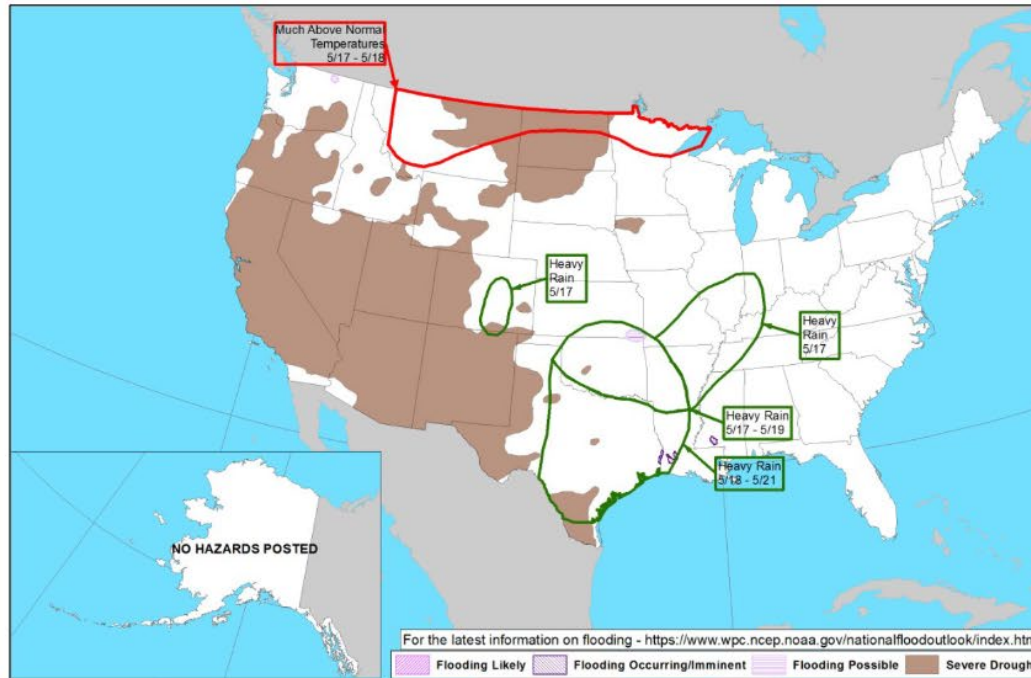 Much Above Normal
Temperatures
5/17 - 5/18
Heavy
Rain
5/17
Heavy
Rain
5/17
Heavy Rain
5/17 - 5/19
Heavy Rain
5/18 - 5/21
NO HAZARDS POSTED
For the latest information on flooding - https://www.wpc.ncep.noaa.gov/nationalfloodoutlook/index.htm
Flooding Likely
Flooding Occurring/Imminent
Flooding Possible
Severe Drough